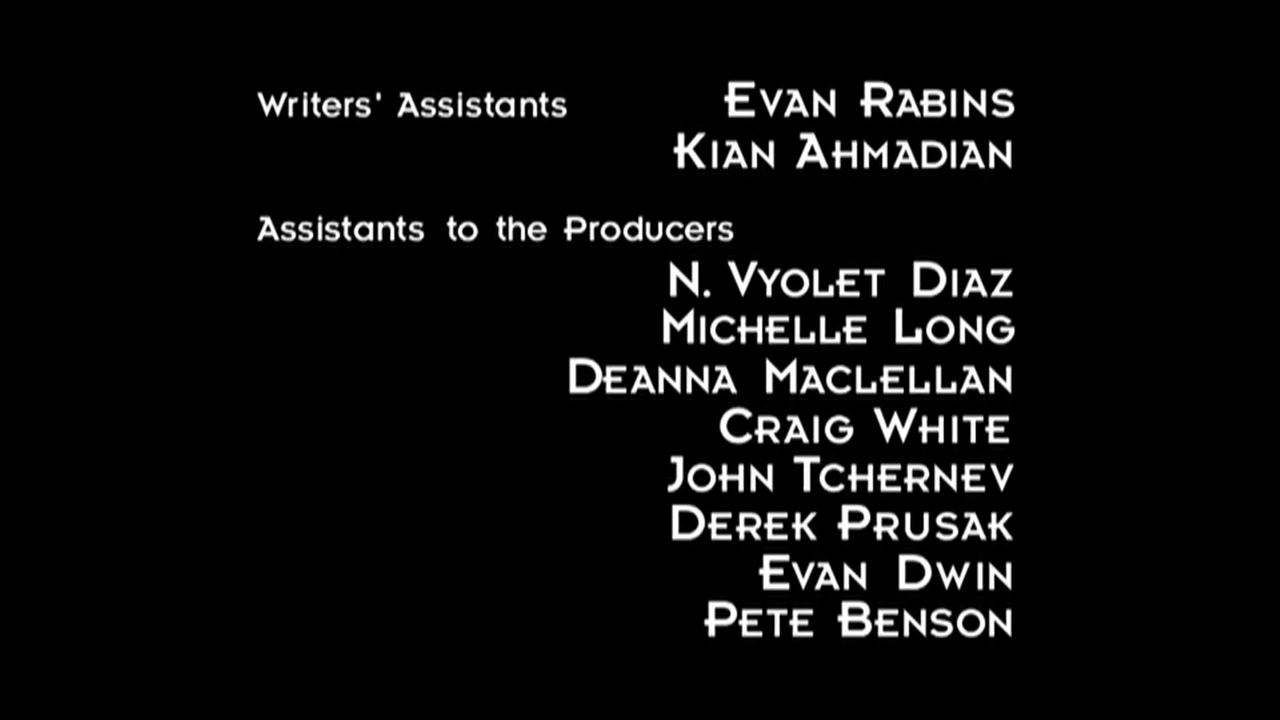 Writers' Assistants Evan Rabins
Kian Ahmadian
Assistants to the Producers
N. Vyolet Diaz
Michelle Long
Deanna Maclellan
Craig White
John Tchernev
Derek Prusak
Evan Dwin
Pete Benson